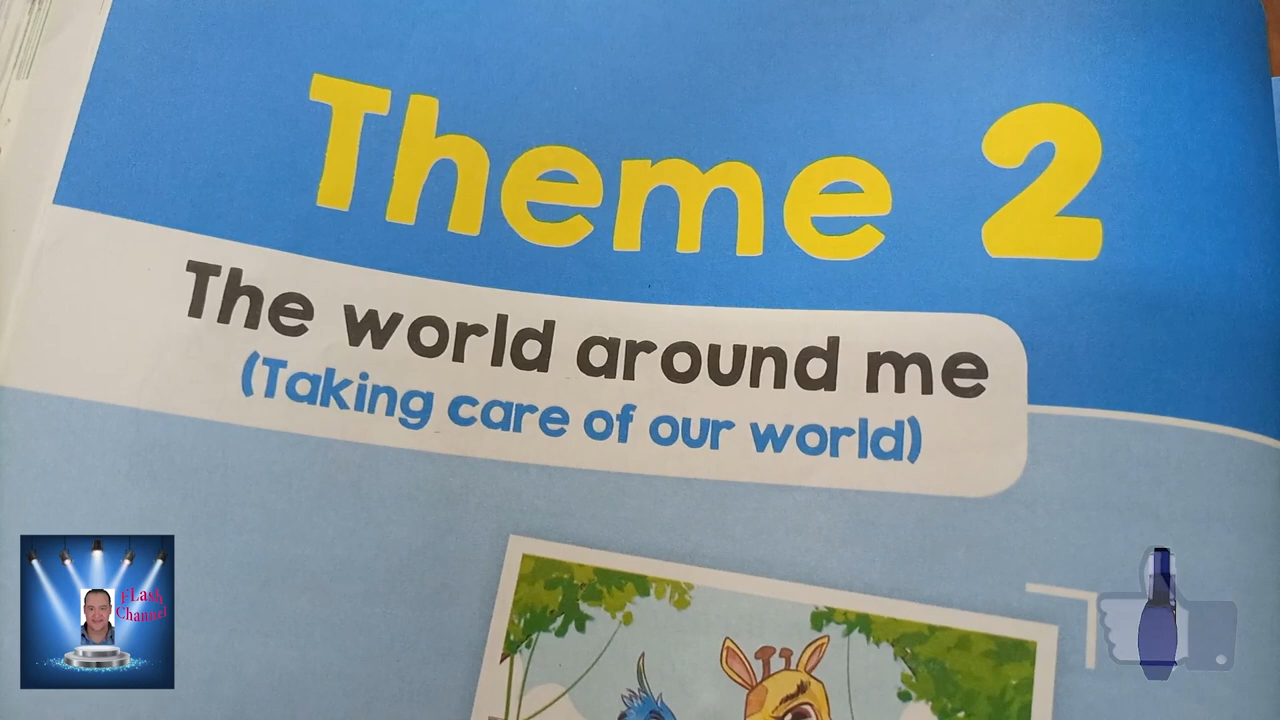 Theme 2
The world around me
(Taking care of our world)
FLash
Channel